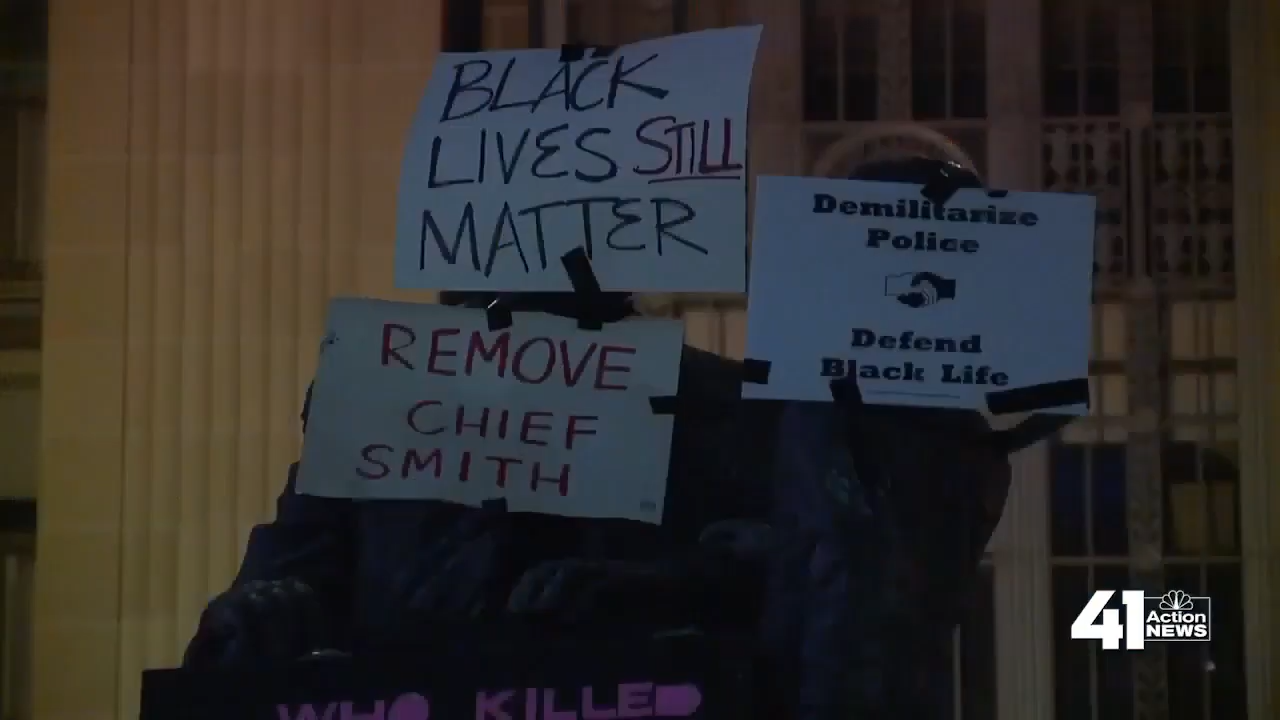 BLACK
LIVES STILL
MATTER
Demilitarize
Police
Defend
Black Life
REMOVE
CHIEF
SMITH
WHO KILLED
41 Action
NEWS